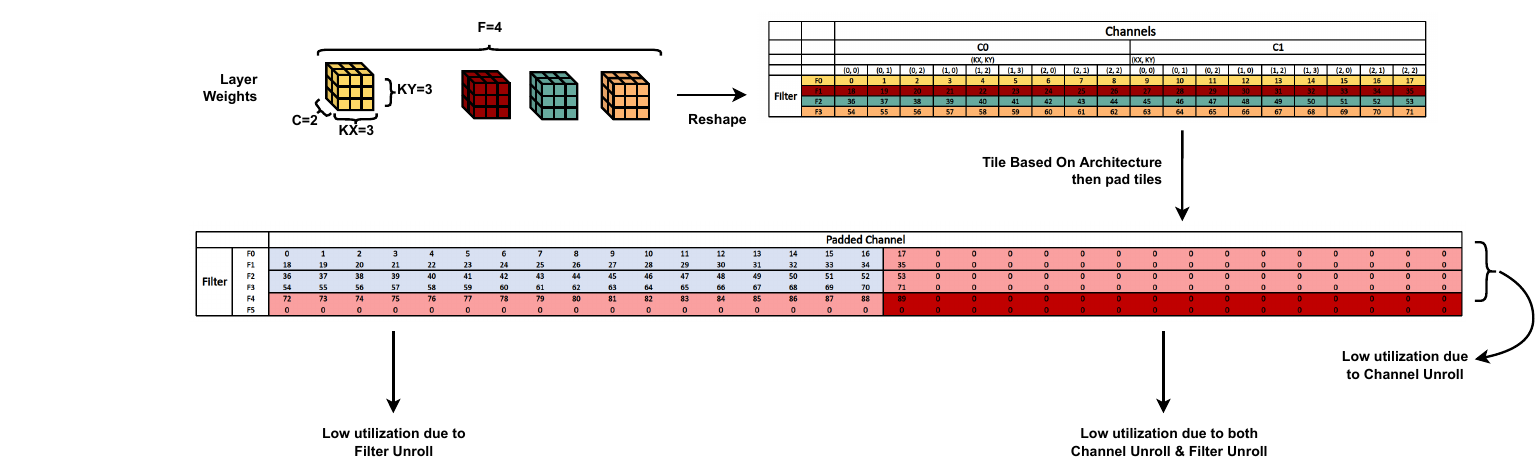 F=4
Layer
Weights
KY=3
C=2
KX=3
Reshape
Channels
C0 C1
(KX, KY) (KX, KY)
(0, 0) (0, 1) (0, 2) (1, 0) (1, 2) (1, 3) (2, 0) (2, 1) (2, 2) (0, 0) (0, 1) (0, 2) (1, 0) (1, 2) (1, 3) (2, 0) (2, 1) (2, 2)
Filter
F0 0 1 2 3 4 5 6 7 8 9 10 11 12 13 14 15 16 17
F1 18 19 20 21 22 23 24 25 26 27 28 29 30 31 32 33 34 35
F2 36 37 38 39 40 41 42 43 44 45 46 47 48 49 50 51 52 53
F3 54 55 56 57 58 59 60 61 62 63 64 65 66 67 68 69 70 71
Tile Based On Architecture
then pad tiles
Padded Channel
Filter
F0 0 1 2 3 4 5 6 7 8 9 10 11 12 13 14 15 16 17 0 0 0 0 0 0 0 0 0 0 0 0 0 0 0
F1 18 19 20 21 22 23 24 25 26 27 28 29 30 31 32 33 34 35 0 0 0 0 0 0 0 0 0 0 0 0 0 0 0
F2 36 37 38 39 40 41 42 43 44 45 46 47 48 49 50 51 52 53 0 0 0 0 0 0 0 0 0 0 0 0 0 0 0
F3 54 55 56 57 58 59 60 61 62 63 64 65 66 67 68 69 70 71 0 0 0 0 0 0 0 0 0 0 0 0 0 0 0
F4 72 73 74 75 76 77 78 79 80 81 82 83 84 85 86 87 88 89 0 0 0 0 0 0 0 0 0 0 0 0 0 0 0
F5 0 0 0 0 0 0 0 0 0 0 0 0 0 0 0 0 0 0 0 0 0 0 0 0 0 0 0 0 0 0 0 0 0
Low utilization due
to Channel Unroll
Low utilization due to
Filter Unroll
Low utilization due to both
Channel Unroll & Filter Unroll